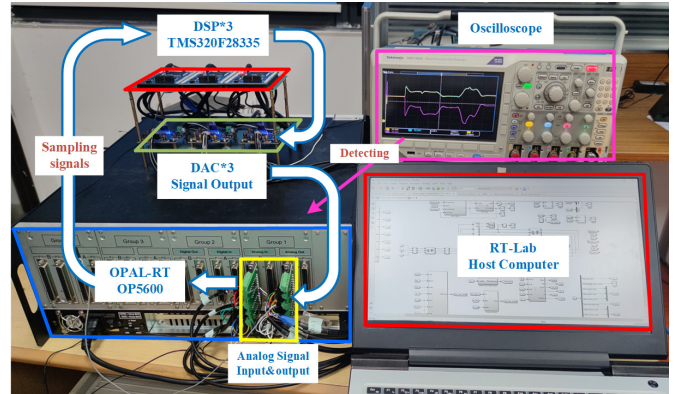 DSP*3
TMS320F28335
Oscilloscope
Tektronix
Sampling
signals
DAC*3
Signal Output
Detecting
Group 3
Group 2
Group 1
OPAL-RT
OP5600
RT-Lab
Host Computer
Analog Signal
Input&output